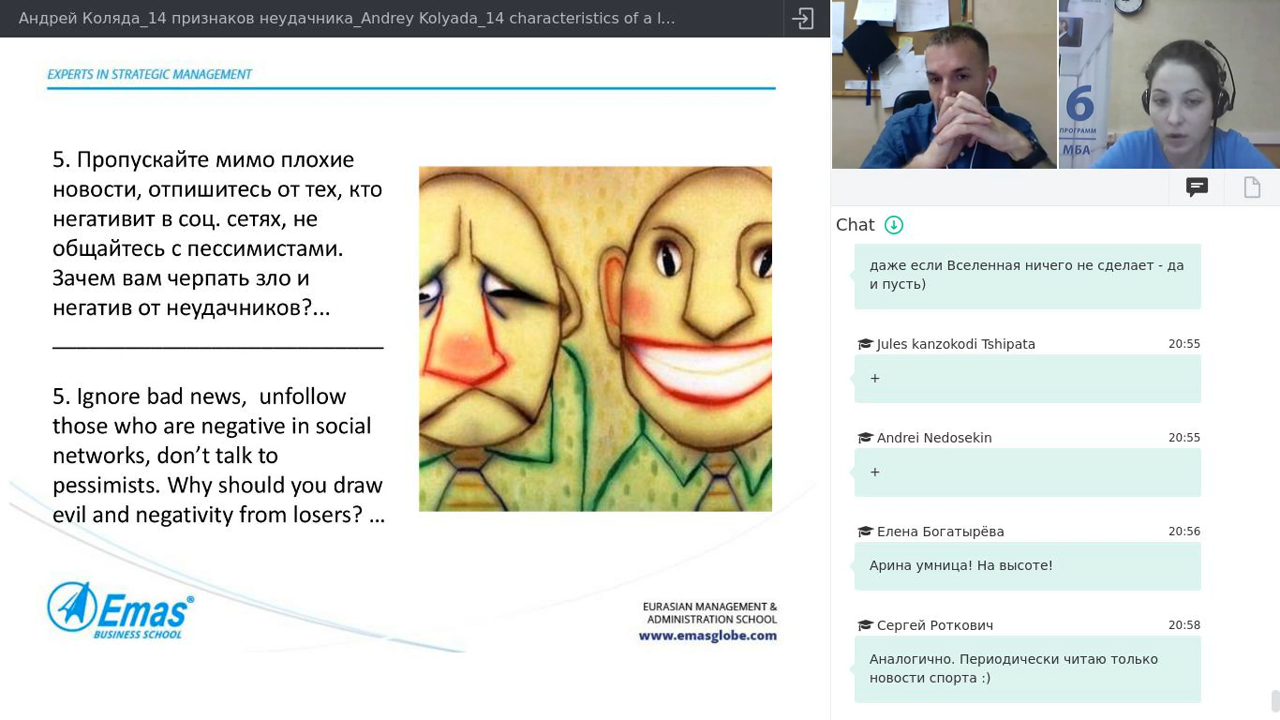 Андрей Коляда_14 признаков неудачника_Andrey Kolyada_14 characteristics of a l...
EXPERTS IN STRATEGIC MANAGEMENT
5. Пропускайте мимо плохие
новости, отпишитесь от тех, кто
негативит в соц. сетях, не
общайтесь с пессимистами.
Зачем вам черпать зло и
негатив от неудачников?...
5. Ignore bad news,  unfollow
those who are negative in social
networks, don’t talk to
pessimists. Why should you draw
evil and negativity from losers? ...
Emas®
BUSINESS SCHOOL
EURASIAN MANAGEMENT &
ADMINISTRATION SCHOOL
www.emasglobe.com
6
ПРОГРАММ
МБА
Chat
даже если Вселенная ничего не сделает - да
и пусть)
Jules kanzokodi Tshipata 20:55
+
Andrei Nedosekin 20:55
+
Елена Богатырёва 20:56
Арина умница! На высоте!
Сергей Роткович 20:58
Аналогично. Периодически читаю только
новости спорта :)